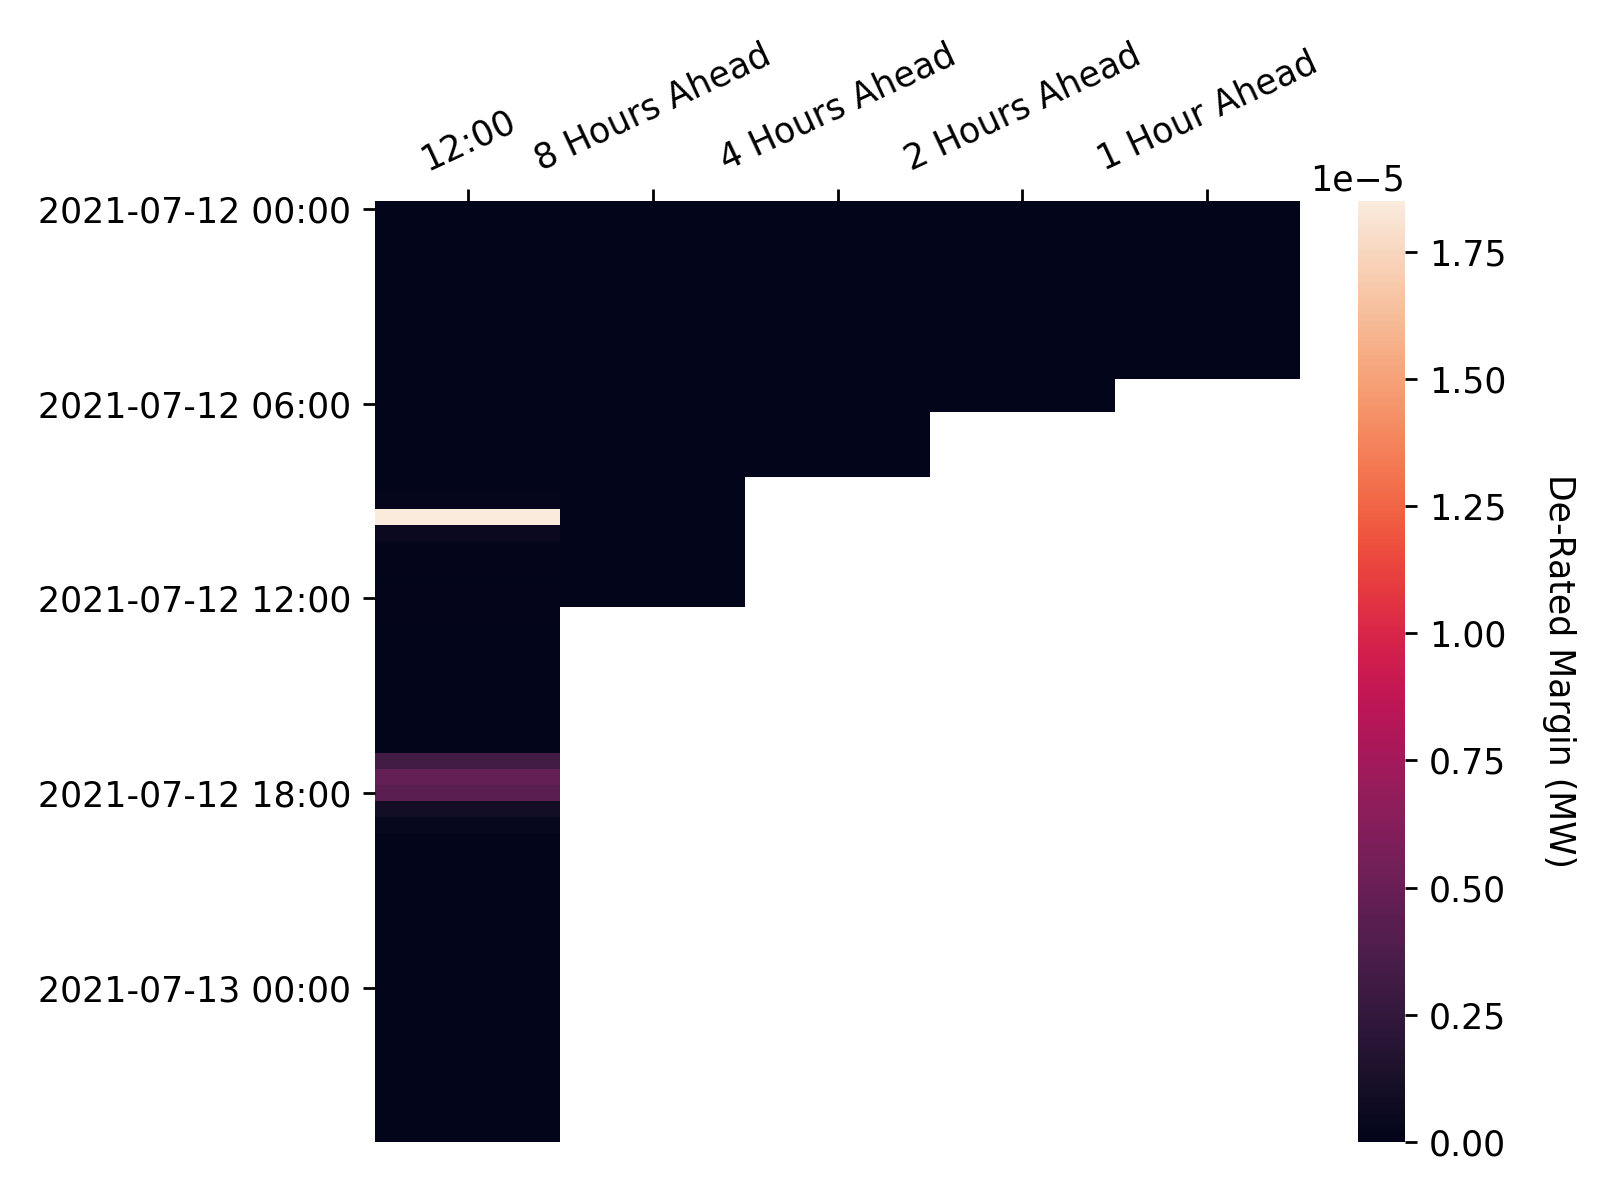 12:00
8 Hours Ahead
4 Hours Ahead
2 Hours Ahead
1 Hour Ahead
1e−5
2021-07-12 00:00
2021-07-12 06:00
2021-07-12 12:00
2021-07-12 18:00
2021-07-13 00:00
1.75
1.50
1.25
1.00
0.75
0.50
0.25
0.00
De-Rated Margin (MW)